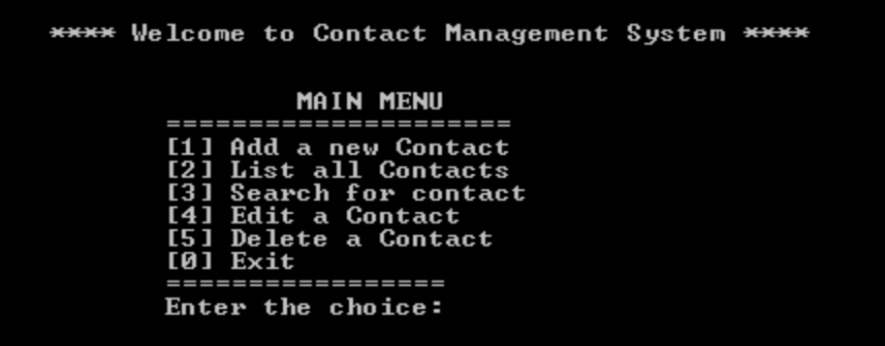 **** Welcome to Contact Management System ****
MAIN MENU
=====================
[1] Add a new Contact
[2] List all Contacts
[3] Search for contact
[4] Edit a Contact
[5] Delete a Contact
[0] Exit
=================
Enter the choice: